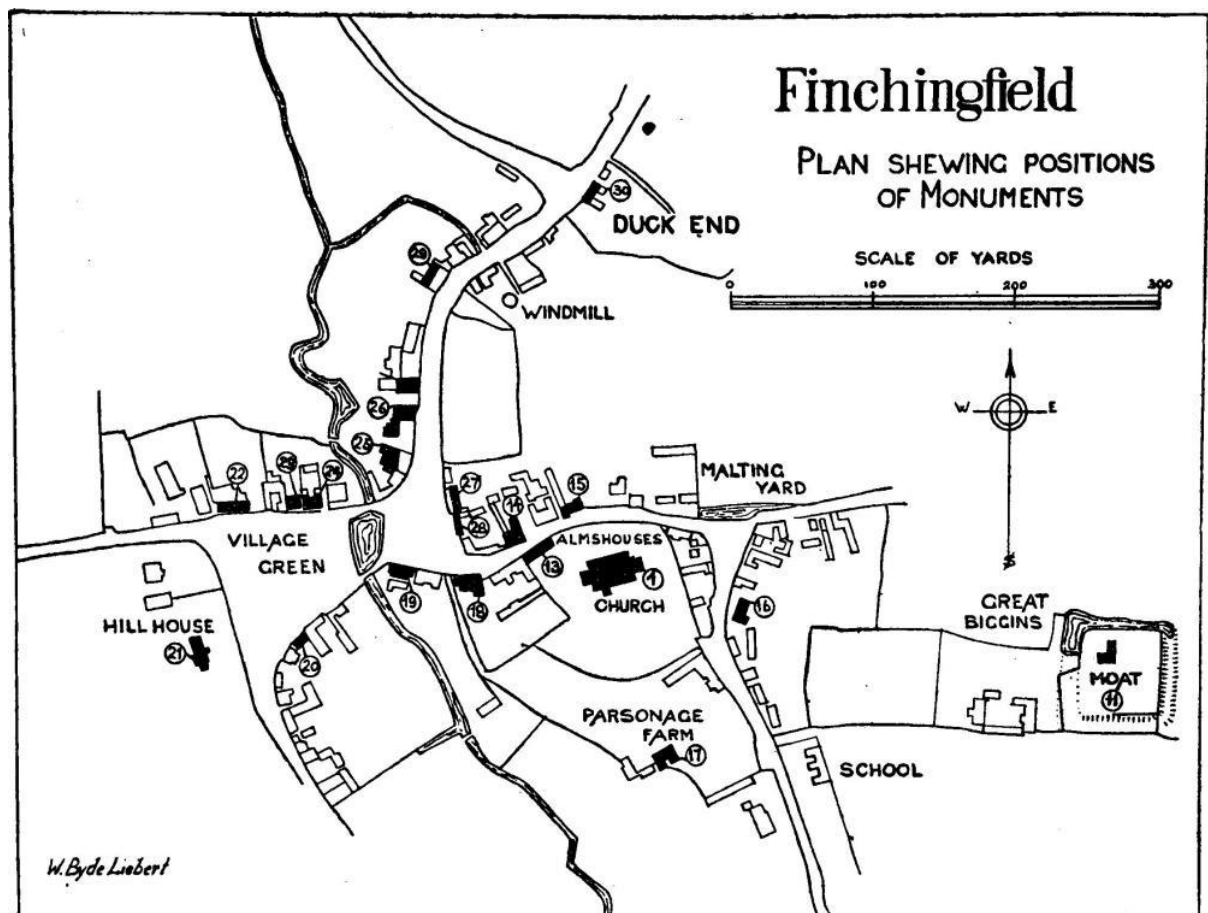 Finchingfield
PLAN SHEWING POSITIONS
OF MONUMENTS
SCALE OF YARDS
0 100 200 300
30
DUCK END
29
WINDMILL
W E
S
26
25
22
23
24
27
15
MALTING
YARD
14
28
VILLAGE
GREEN
ALMSHOUSES
13
1
CHURCH
19
18
16
GREAT
BIGGINS
HILL HOUSE
21
20
MOAT
11
PARSONAGE
FARM
17
SCHOOL
W. Byde Liebert